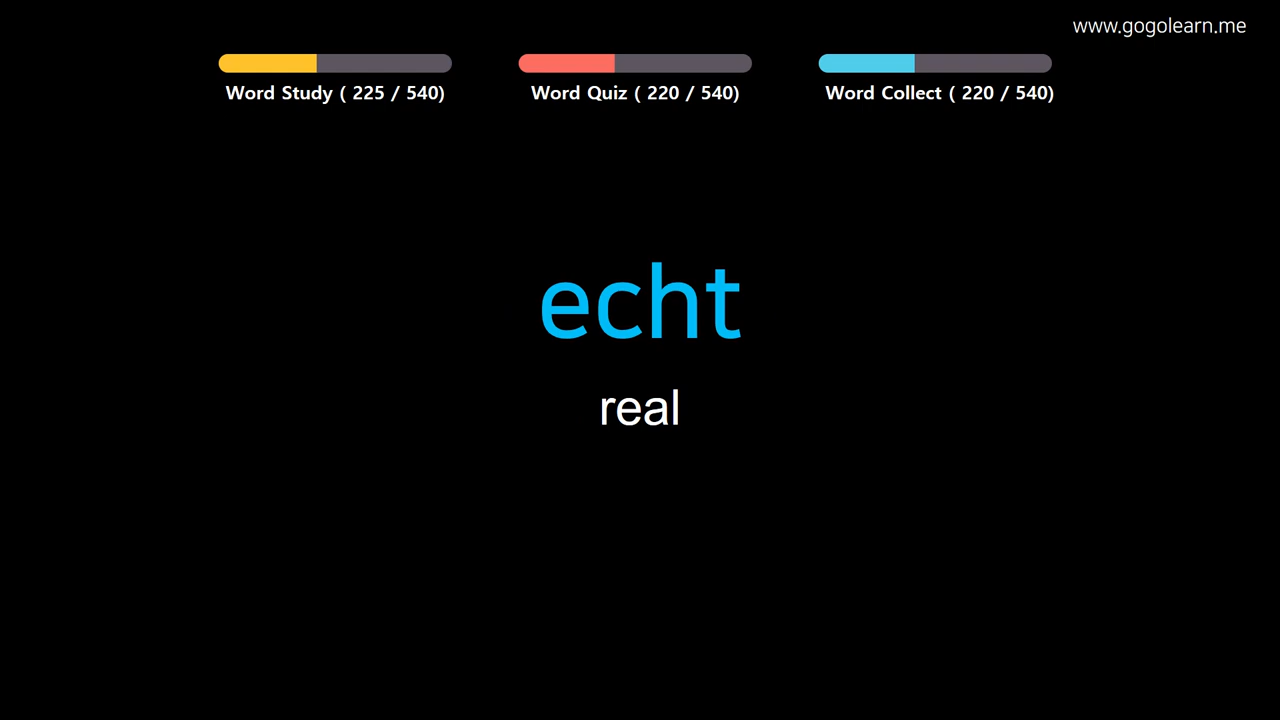 www.gogolearn.me
Word Study ( 225 / 540)
Word Quiz ( 220 / 540)
Word Collect ( 220 / 540)
echt
real